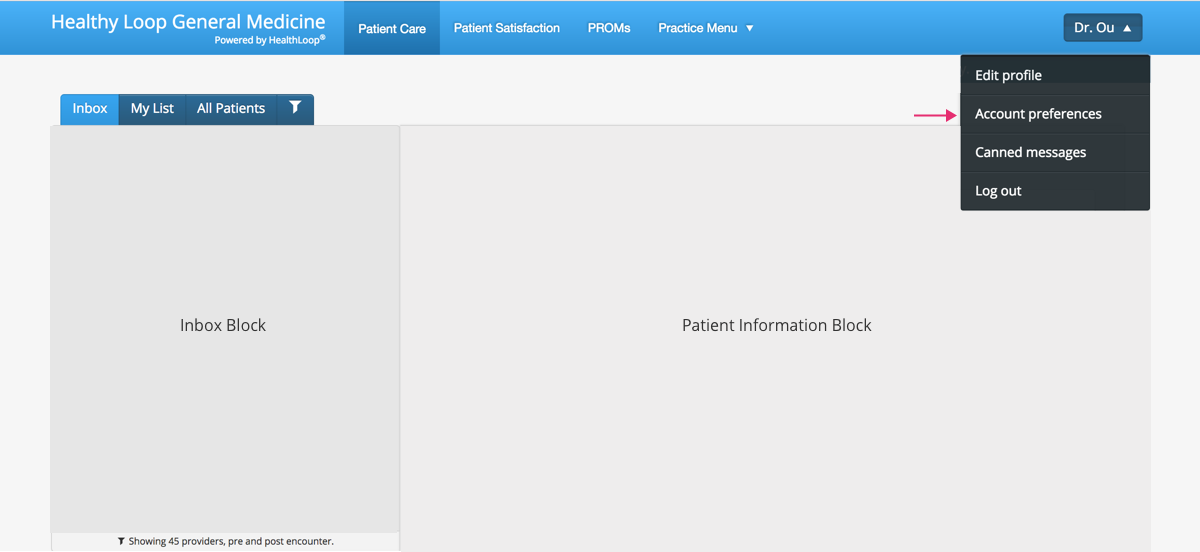 Healthy Loop General Medicine
Powered by HealthLoop®
Patient Care
Patient Satisfaction
PROMs
Practice Menu ▼
Dr. Ou ▲
Edit profile
Account preferences
Canned messages
Log out
Inbox
My List
All Patients
Inbox Block
Patient Information Block
Showing 45 providers, pre and post encounter.